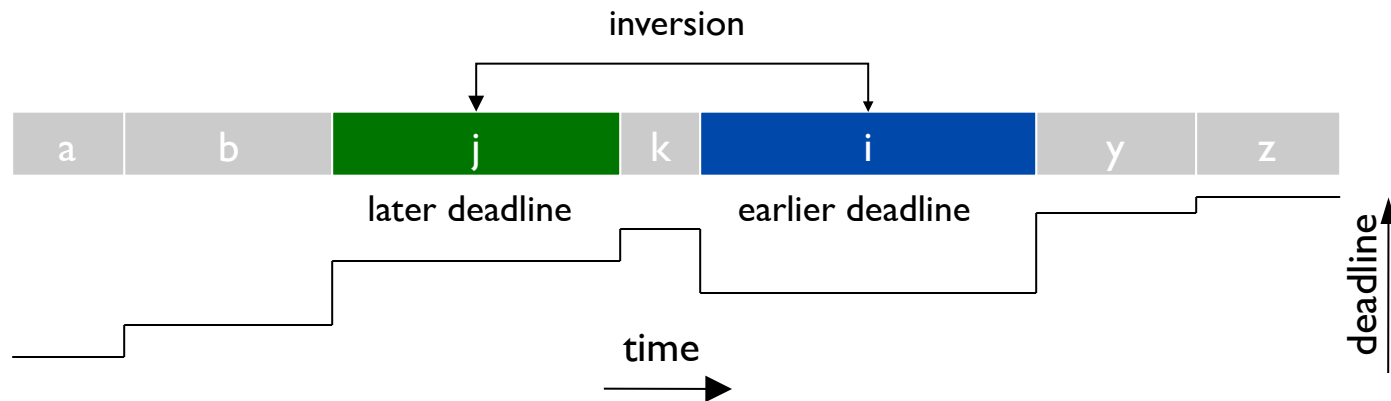 inversion
a b j k i y z
later deadline earlier deadline
deadline
time